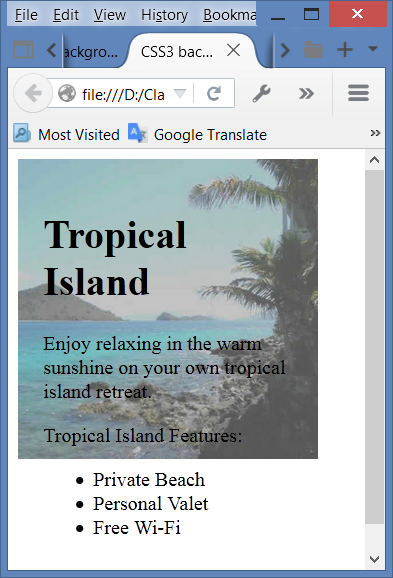 File Edit View History Bookma
ackgro... CSS3 bac...
file:///D:/Cla
Most Visited Google Translate
Tropical
Island
Enjoy relaxing in the warm
sunshine on your own tropical
island retreat.
Tropical Island Features:
Private Beach
Personal Valet
Free Wi-Fi